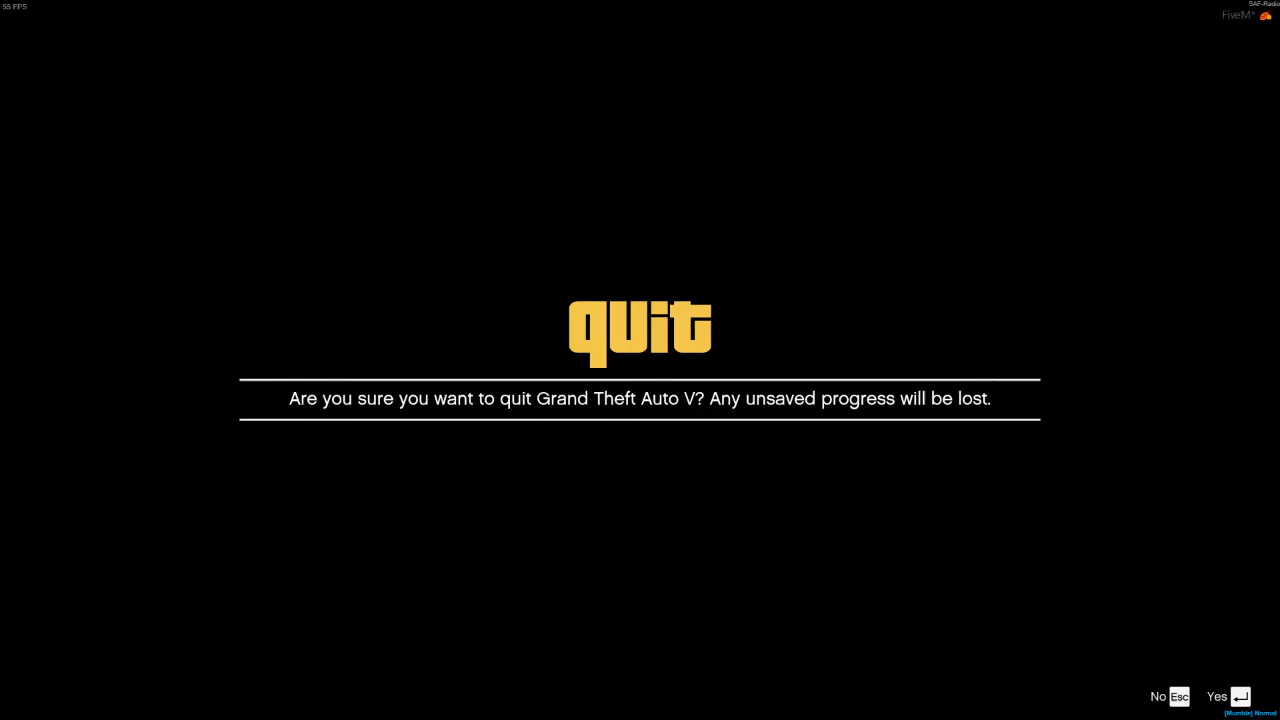 55 FPS
SAF-Radio
FiveM*
quit
Are you sure you want to quit Grand Theft Auto V? Any unsaved progress will be lost.
No Esc Yes
[Mumble] Normal